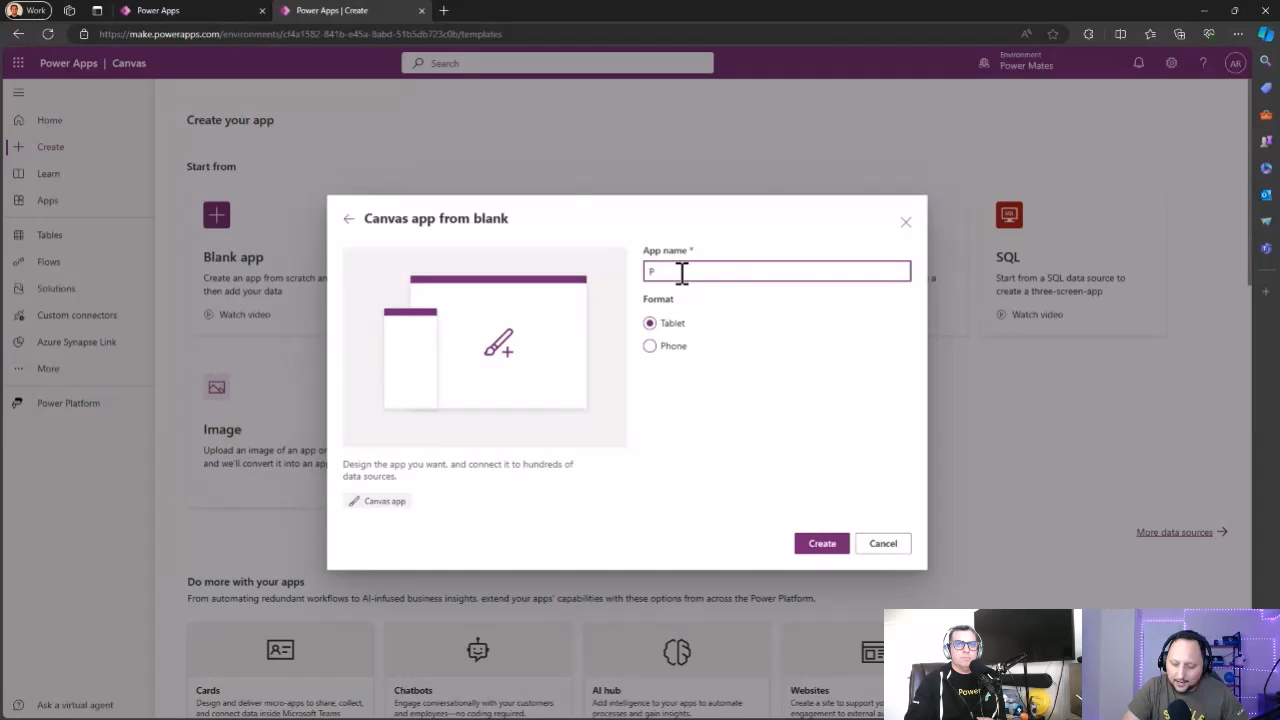 Work
Power Apps
Power Apps | Create
https://make.powerapps.com/environments/cf4a1582-841b-e45a-8abd-51b5db723c0b/templates
Power Apps | Canvas
Search
Environment
Power Mates
AR
Home
Create
Learn
Apps
Tables
Flows
Solutions
Custom connectors
Azure Synapse Link
More
Power Platform
Ask a virtual agent
Create your app
Start from
Blank app
Create an app from scratch an
then add your data
Watch video
SQL
SQL
Start from a SQL data source to
create a three-screen-app
Watch video
Image
Upload an image of an app or
and we'll convert it into an app
More data sources
Canvas app from blank
App name *
P
Format
Tablet
Phone
Design the app you want, and connect it to hundreds of
data sources.
Canvas app
Create
Cancel
Do more with your apps
From automating redundant workflows to AI-infused business insights, extend your apps' capabilities with these options from across the Power Platform.
Cards
Design and deliver micro-apps to share, collect,
and connect data inside Microsoft Teams
Chatbots
Engage conversationally with your customers
and employees—no coding required.
AI hub
Add intelligence to your apps to automate
processes and gain insights.
Websites
Create a site to support yo
engagement to external au
Power